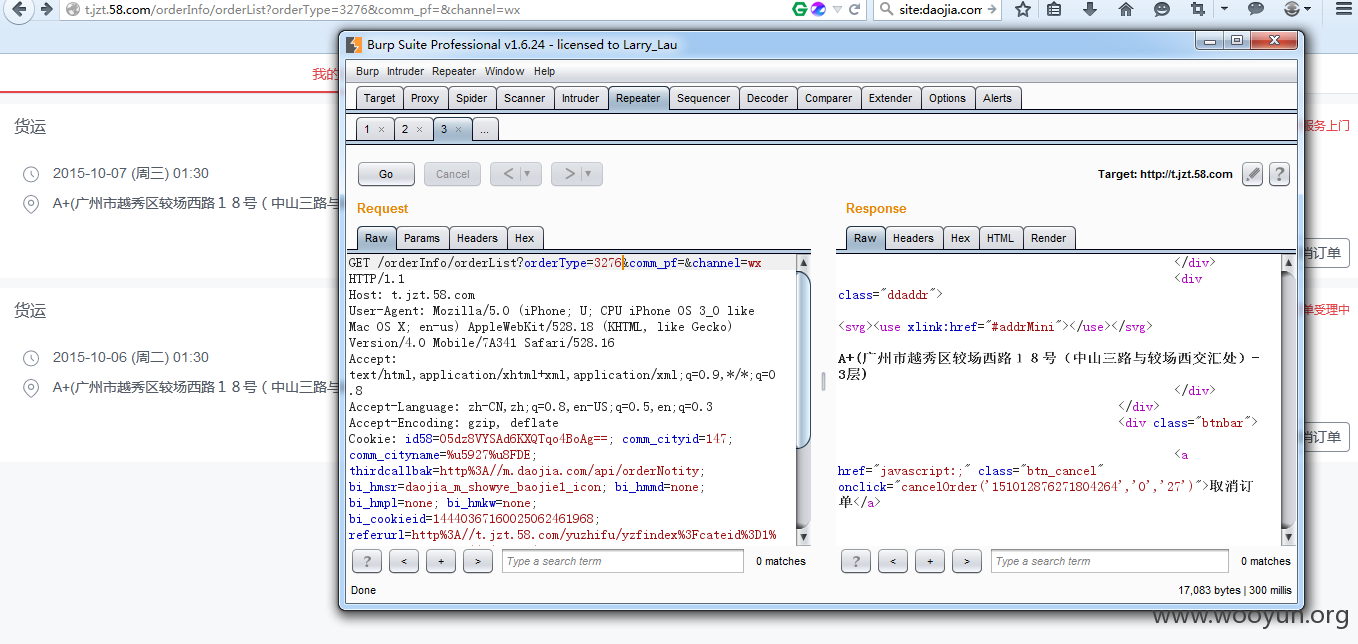 t.jzt.58.com/orderInfo/orderList?orderType=3276&comm_pf=&channel=wx
site:daojia.com
我的
货运
2015-10-07 (周三) 01:30
A+(广州市越秀区较场西路１８号（中山三路与
服务上门
消订单
货运
2015-10-06 (周二) 01:30
A+(广州市越秀区较场西路１８号（中山三路与
单受理中
消订单
Burp Suite Professional v1.6.24 - licensed to Larry_Lau
Burp Intruder Repeater Window Help
Target Proxy Spider Scanner Intruder Repeater Sequencer Decoder Comparer Extender Options Alerts
1 × 2 × 3 × ...
Go Cancel < | ▼ > | ▼ Target: http://t.jzt.58.com ?
Request
Raw Params Headers Hex
GET /orderInfo/orderList?orderType=3276&comm_pf=&channel=wx
HTTP/1.1
Host: t.jzt.58.com
User-Agent: Mozilla/5.0 (iPhone; U; CPU iPhone OS 3_0 like
Mac OS X; en-us) AppleWebKit/528.18 (KHTML, like Gecko)
Version/4.0 Mobile/7A341 Safari/528.16
Accept:
text/html,application/xhtml+xml,application/xml;q=0.9,*/*;q=0
.8
Accept-Language: zh-CN,zh;q=0.8,en-US;q=0.5,en;q=0.3
Accept-Encoding: gzip, deflate
Cookie: id58=05dz8VYSAd6KXQTqo4BoAg==; comm_cityid=147;
comm_cityname=%u5927%u8FDE;
thirdcallbak=http%3A//m.daojia.com/api/orderNotity;
bi_hmsr=daojia_m_showye_baojie1_icon; bi_hmmd=none;
bi_hmpl=none; bi_hmkw=none;
bi_cookieid=14440367160025062461968;
referurl=http%3A//t.jzt.58.com/yuzhifu/yzfindex%3Fcateid%3D1%
? < + > Type a search term 0 matches
Response
Raw Headers Hex HTML Render
</div>
<div
class="ddaddr">
<svg><use xlink:href="#addrMini"></use></svg>
A+(广州市越秀区较场西路１８号（中山三路与较场西交汇处）-
3层)
</div>
</div>
<div class="btnbar">
<a
href="javascript:;" class="btn_cancel"
onclick="cancelOrder('151012876271804264','0','27')">取消订
单</a>
? < + > Type a search term 0 matches
Done 17,083 bytes | 300 millis
www.wooyun.org